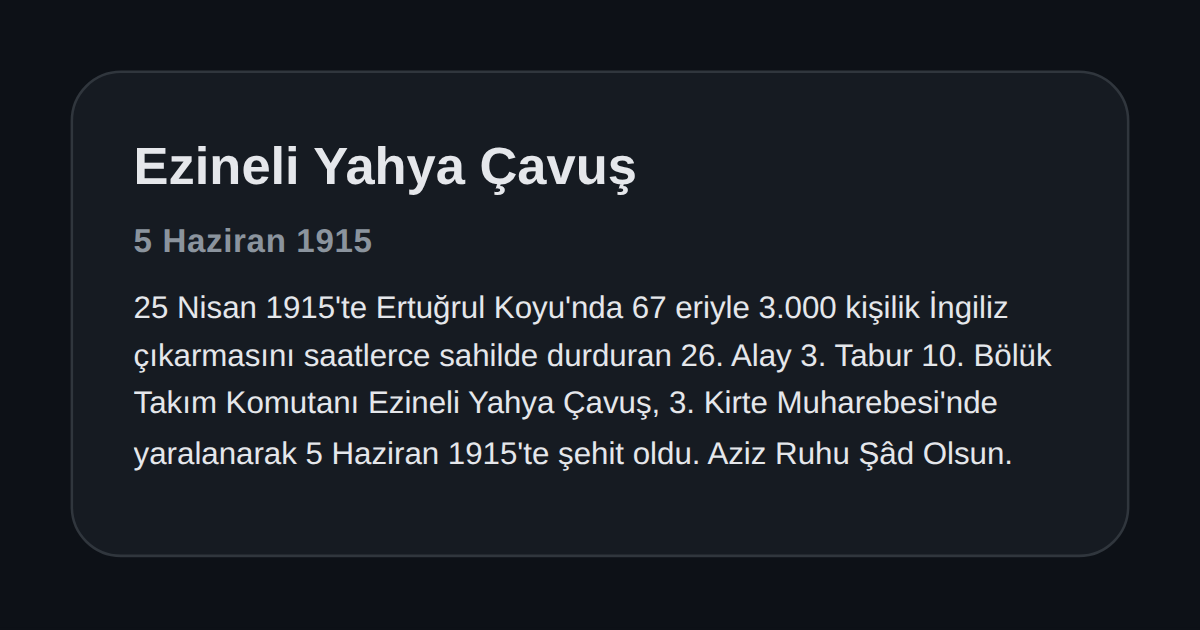 Ezineli Yahya Çavuş
5 Haziran 1915
25 Nisan 1915'te Ertuğrul Koyu'nda 67 eriyle 3.000 kişilik İngiliz
çıkarmasını saatlerce sahilde durduran 26. Alay 3. Tabur 10. Bölük
Takım Komutanı Ezineli Yahya Çavuş, 3. Kirte Muharebesi'nde
yaralanarak 5 Haziran 1915'te şehit oldu. Aziz Ruhu Şâd Olsun.